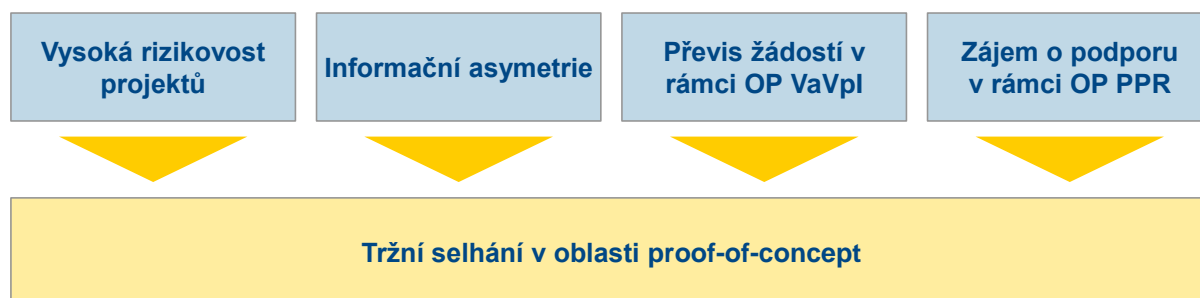 Vysoká rizikovost
projektů
Informační asymetrie
Převis žádostí v
rámci OP VaVpI
Zájem o podporu
v rámci OP PPR
Tržní selhání v oblasti proof-of-concept